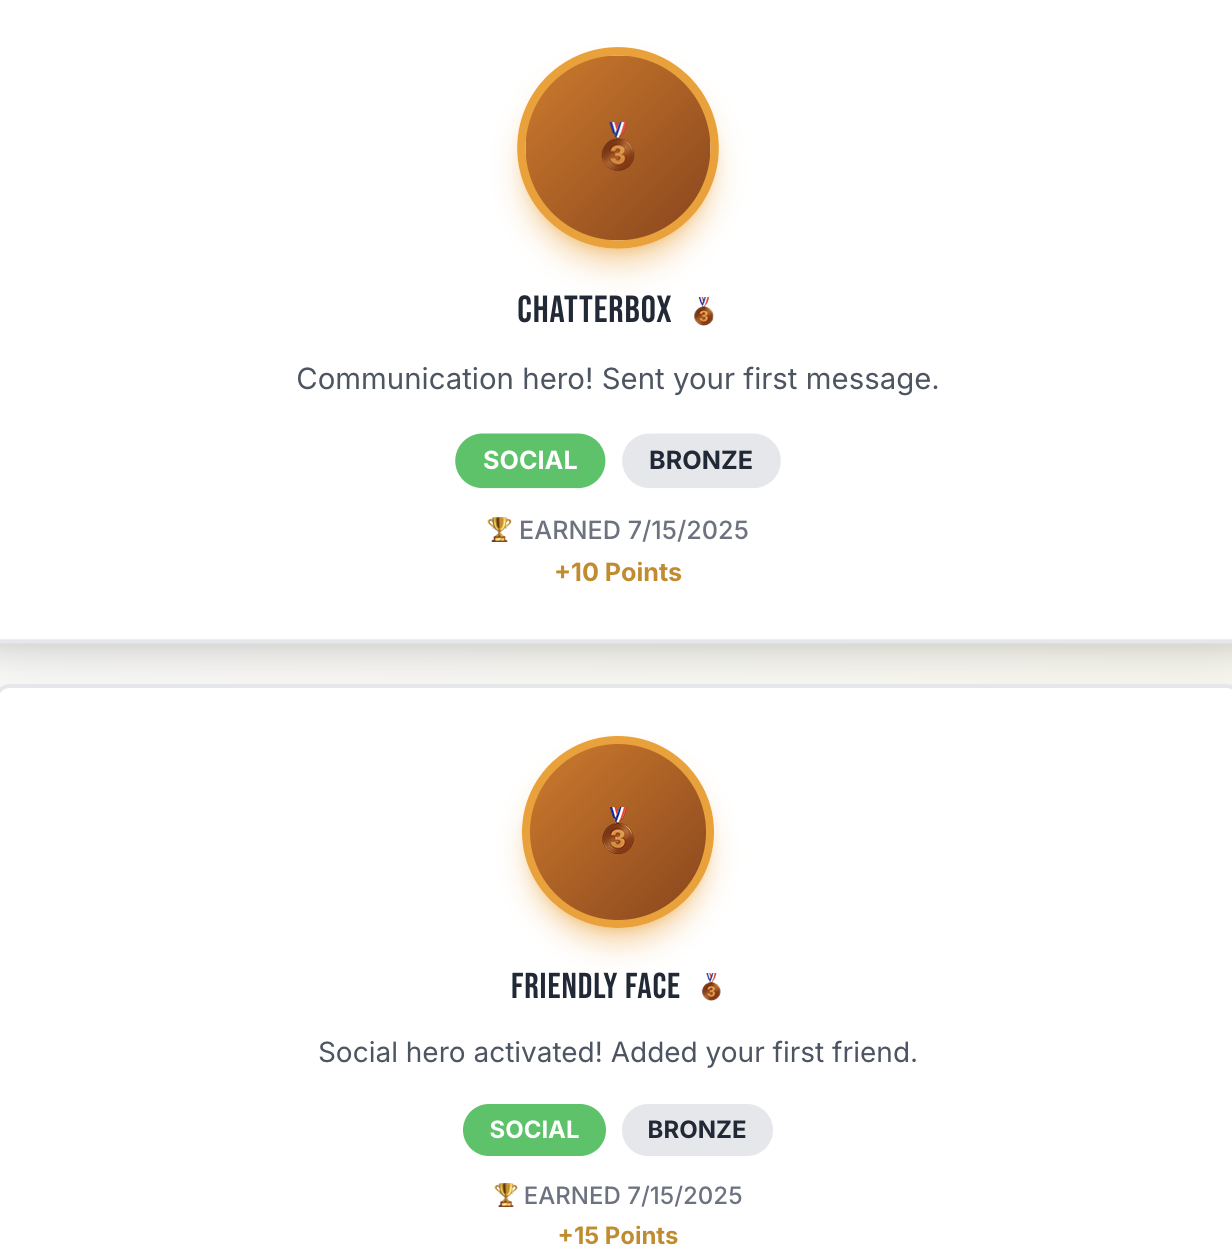 3
CHATTERBOX 3
Communication hero! Sent your first message.
SOCIAL BRONZE
EARNED 7/15/2025
+10 Points
3
FRIENDLY FACE 3
Social hero activated! Added your first friend.
SOCIAL BRONZE
EARNED 7/15/2025
+15 Points